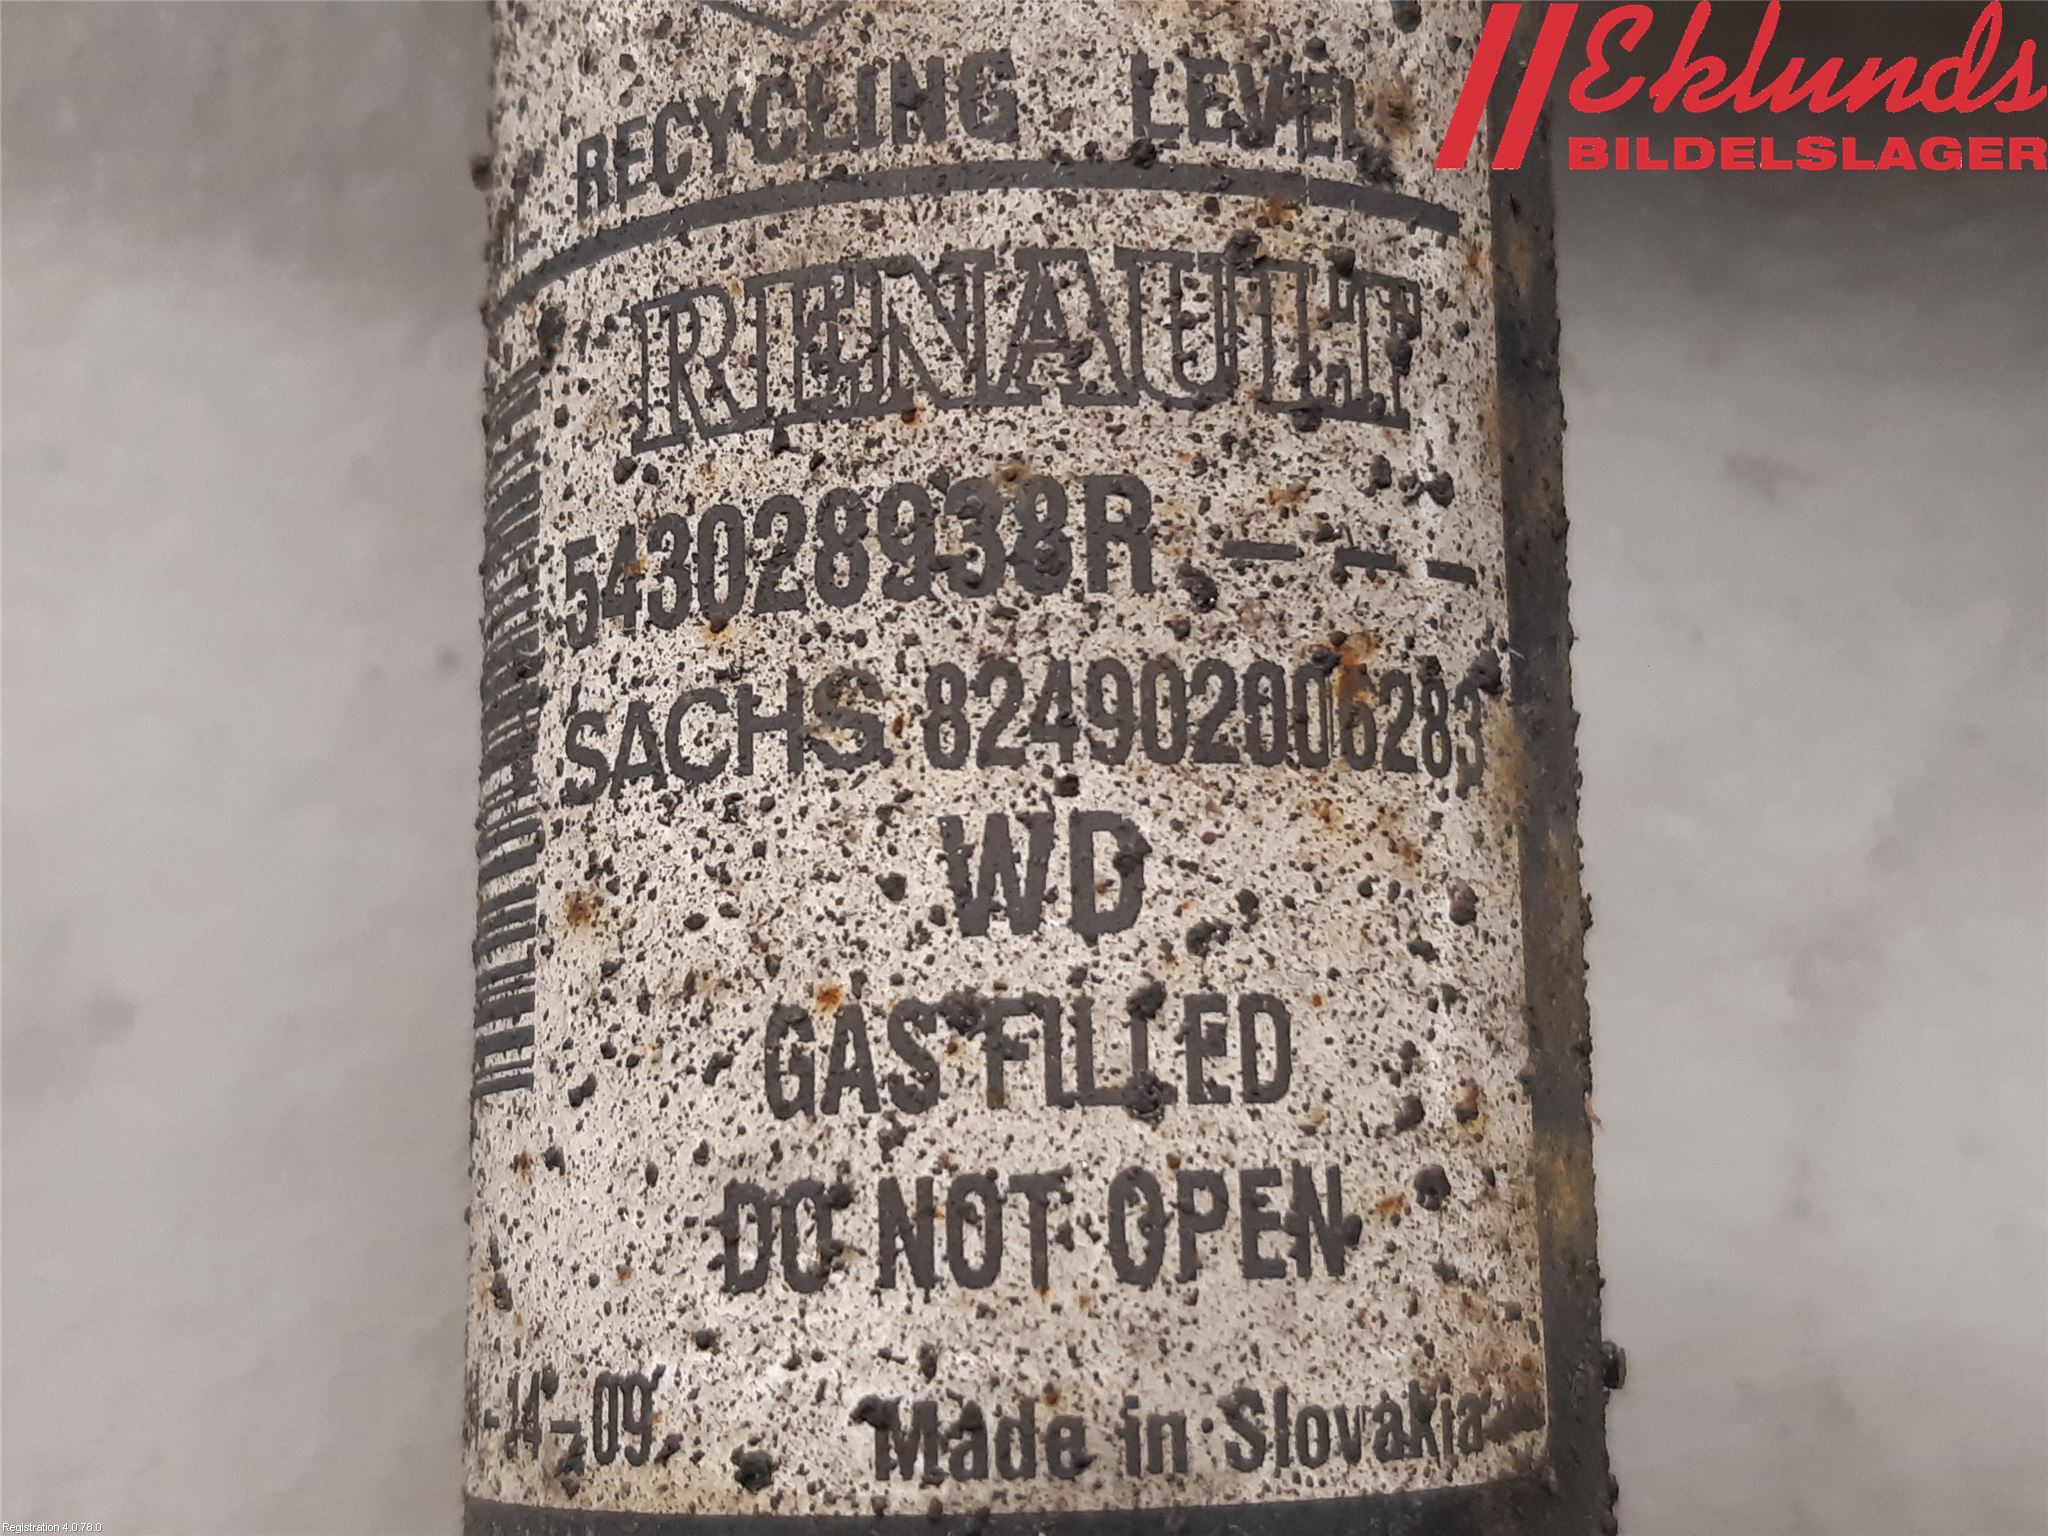 Eklunds
BILDELSLAGER
RECYCLING LEVEL
RENAULT
543028938R - - -
SACHS 824902006283
WD
GAS FILLED
DO NOT OPEN
-14-09
Made in Slovakia
Registration 4.0.78.0